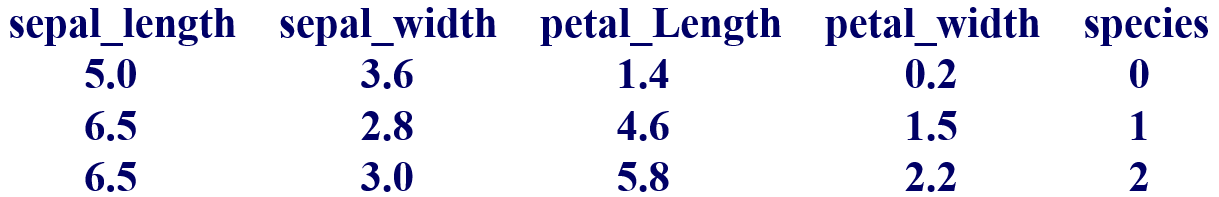 sepal_length sepal_width petal_Length petal_width species
5.0 3.6 1.4 0.2 0
6.5 2.8 4.6 1.5 1
6.5 3.0 5.8 2.2 2